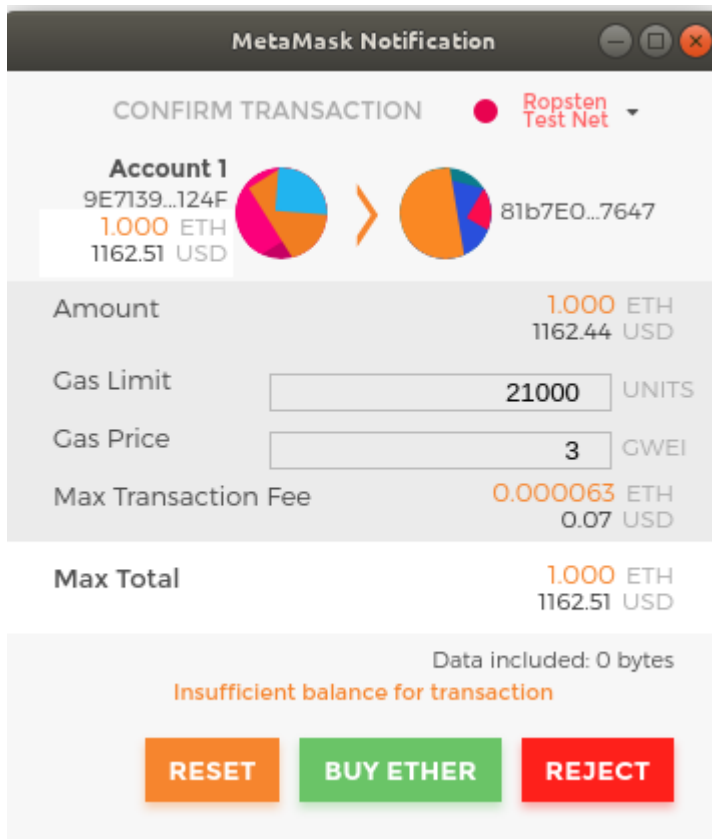 MetaMask Notification
CONFIRM TRANSACTION
Ropsten
Test Net
Account 1
9E7139...124F
1.000 ETH
1162.51 USD
81b7E0...7647
Amount 1.000 ETH
1162.44 USD
Gas Limit 21000 UNITS
Gas Price 3 GWEI
Max Transaction Fee 0.000063 ETH
0.07 USD
Max Total 1.000 ETH
1162.51 USD
Data included: 0 bytes
Insufficient balance for transaction
RESET BUY ETHER REJECT